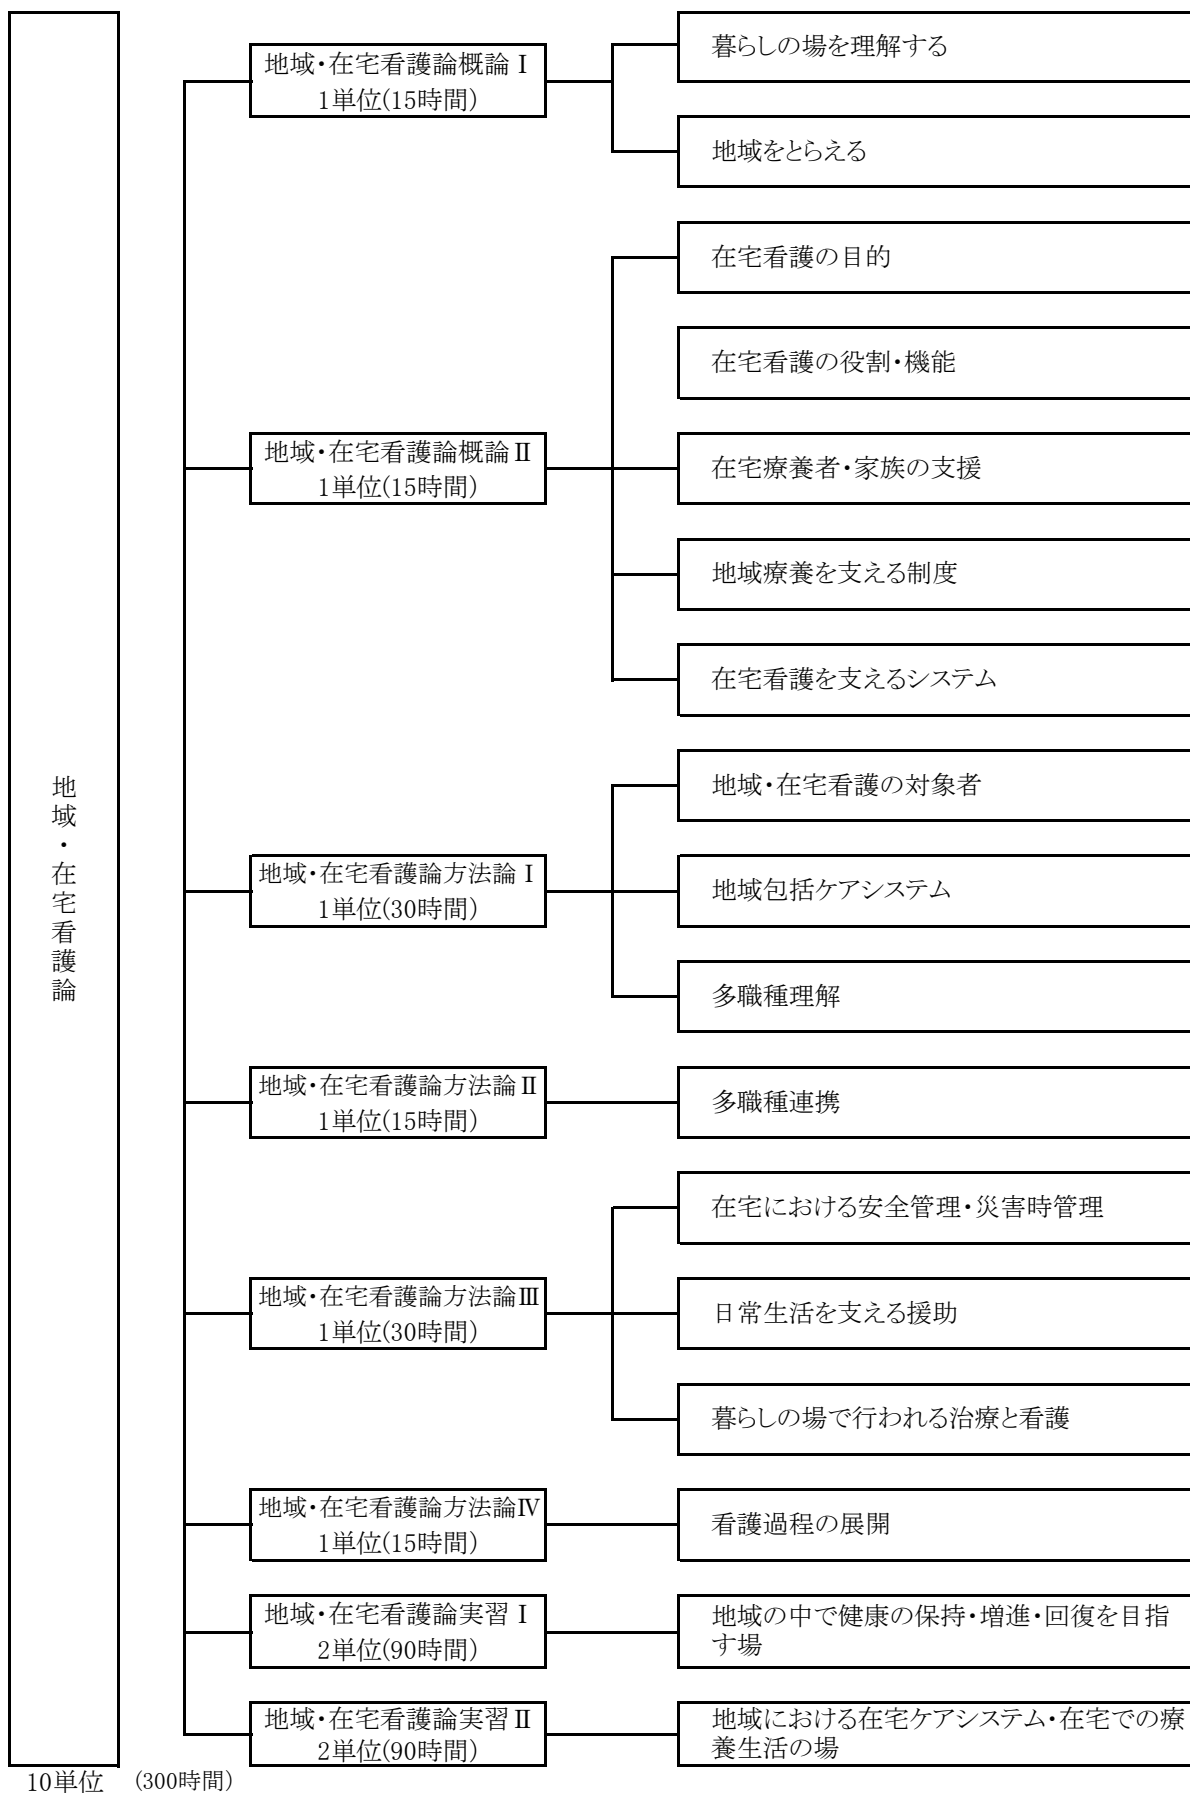 地域・在宅看護論
地域・在宅看護論概論Ⅰ
1単位(15時間)
暮らしの場を理解する
地域をとらえる
地域・在宅看護論概論Ⅱ
1単位(15時間)
在宅看護の目的
在宅看護の役割・機能
在宅療養者・家族の支援
地域療養を支える制度
在宅看護を支えるシステム
地域・在宅看護論方法論Ⅰ
1単位(30時間)
地域・在宅看護の対象者
地域包括ケアシステム
多職種理解
地域・在宅看護論方法論Ⅱ
1単位(15時間)
多職種連携
地域・在宅看護論方法論Ⅲ
1単位(30時間)
在宅における安全管理・災害時管理
日常生活を支える援助
暮らしの場で行われる治療と看護
地域・在宅看護論方法論Ⅳ
1単位(15時間)
看護過程の展開
地域・在宅看護論実習Ⅰ
2単位(90時間)
地域の中で健康の保持・増進・回復を目指
す場
地域・在宅看護論実習Ⅱ
2単位(90時間)
地域における在宅ケアシステム・在宅での療
養生活の場
10単位 (300時間)